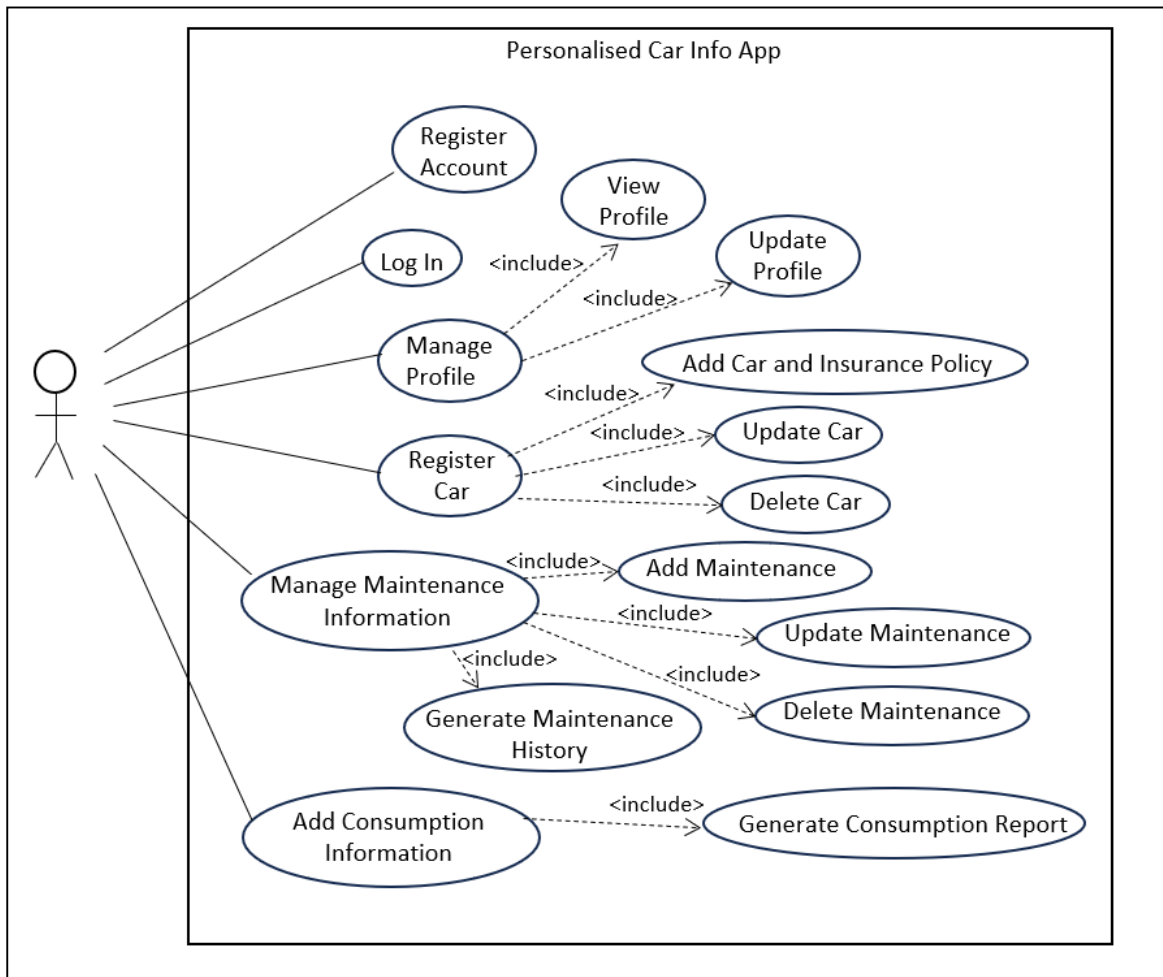 Personalised Car Info App
Register
Account
View
Profile
Update
Profile
Log In
<include>
<include>
Manage
Profile
Add Car and Insurance Policy
<include>
Update Car
<include>
Register
Car
<include>
Delete Car
<include>
Add Maintenance
Manage Maintenance
Information
<include>
Update Maintenance
<include>
<include>
Delete Maintenance
Generate Maintenance
History
<include>
Add Consumption
Information
Generate Consumption Report